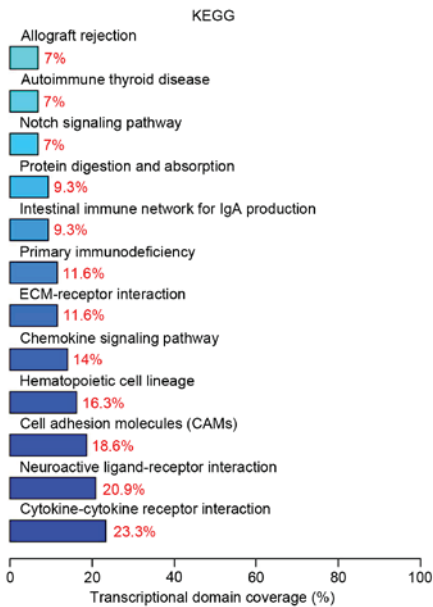 KEGG
Allograft rejection
7%
Autoimmune thyroid disease
7%
Notch signaling pathway
7%
Protein digestion and absorption
9.3%
Intestinal immune network for IgA production
9.3%
Primary immunodeficiency
11.6%
ECM-receptor interaction
11.6%
Chemokine signaling pathway
14%
Hematopoietic cell lineage
16.3%
Cell adhesion molecules (CAMs)
18.6%
Neuroactive ligand-receptor interaction
20.9%
Cytokine-cytokine receptor interaction
23.3%
0 20 40 60 80 100
Transcriptional domain coverage (%)